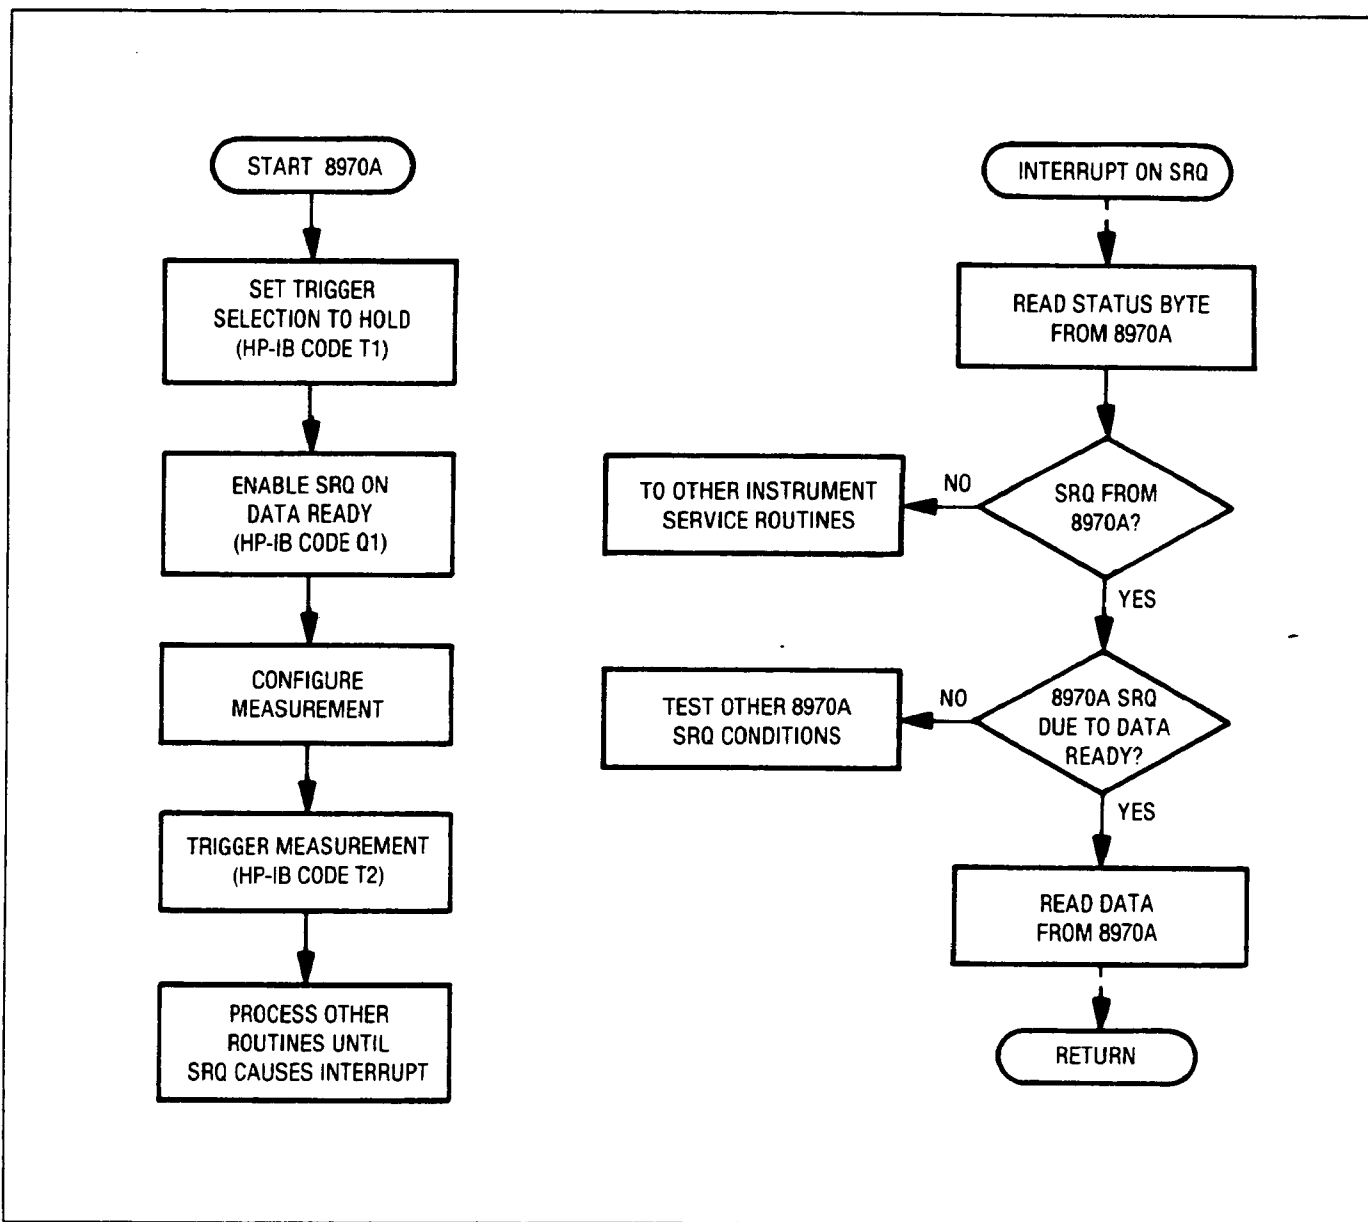 START 8970A
SET TRIGGER
SELECTION TO HOLD
(HP-IB CODE T1)
ENABLE SRQ ON
DATA READY
(HP-IB CODE Q1)
CONFIGURE
MEASUREMENT
TRIGGER MEASUREMENT
(HP-IB CODE T2)
PROCESS OTHER
ROUTINES UNTIL
SRQ CAUSES INTERRUPT
INTERRUPT ON SRQ
READ STATUS BYTE
FROM 8970A
SRQ FROM
8970A?
NO
TO OTHER INSTRUMENT
SERVICE ROUTINES
YES
8970A SRQ
DUE TO DATA
READY?
NO
TEST OTHER 8970A
SRQ CONDITIONS
YES
READ DATA
FROM 8970A
RETURN